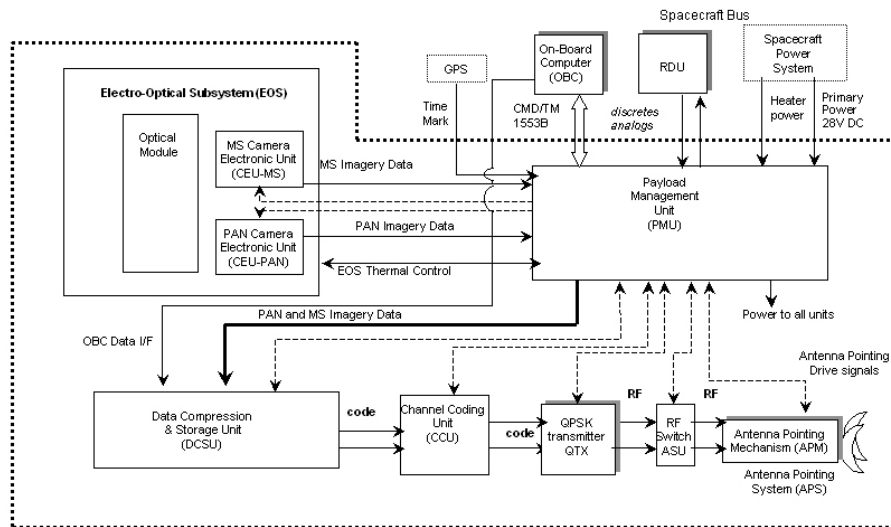 Spacecraft Bus
GPS
On-Board
Computer
(OBC)
RDU
Spacecraft
Power
System
Time
Mark
CMD/TM
1553B
discretes
analogs
Heater
power
Primary
Power
28V DC
Electro-Optical Subsystem (EOS)
Optical
Module
MS Camera
Electronic Unit
(CEU-MS)
MS Imagery Data
PAN Camera
Electronic Unit
(CEU-PAN)
PAN Imagery Data
EOS Thermal Control
Payload
Management
Unit
(PMU)
PAN and MS Imagery Data
Power to all units
OBC Data I/F
Antenna Pointing
Drive signals
Data Compression
& Storage Unit
(DCSU)
code
Channel Coding
Unit
(CCU)
code
QPSK
transmitter
QTX
RF
RF
Switch
ASU
RF
Antenna Pointing
Mechanism (APM)
Antenna Pointing
System (APS)